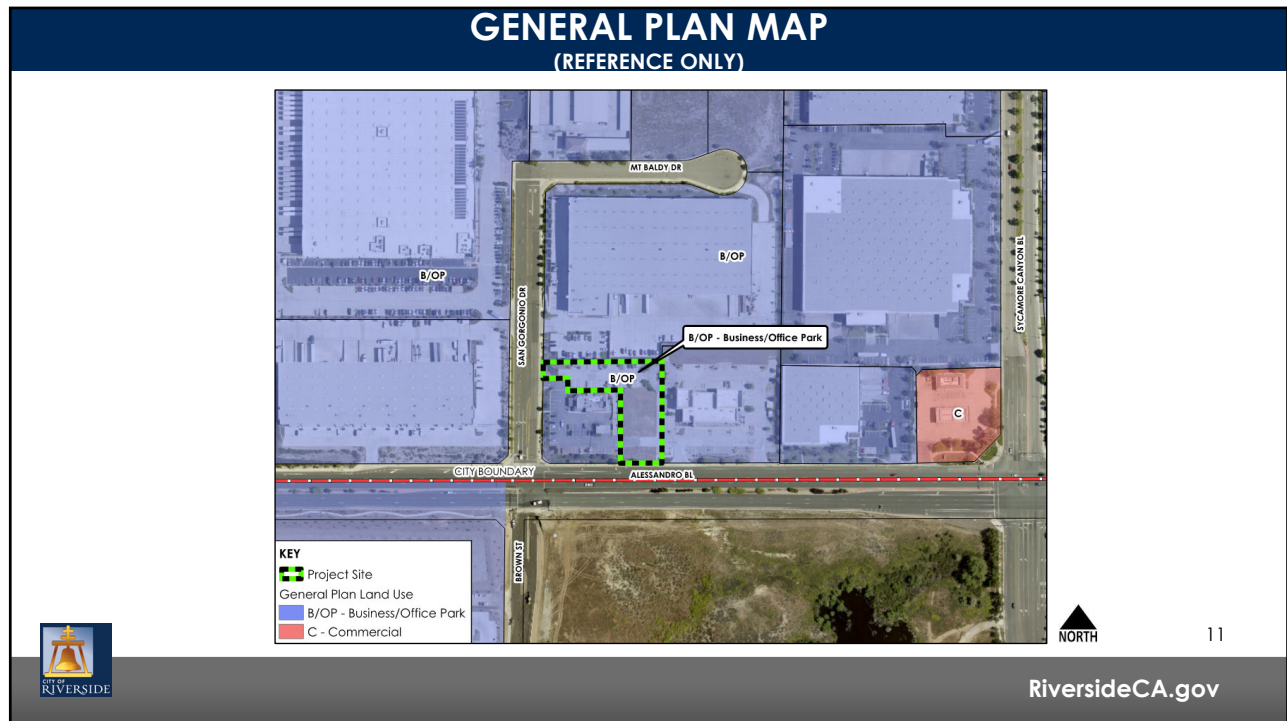 GENERAL PLAN MAP
(REFERENCE ONLY)
MT BALDY DR
B/OP
B/OP
SAN GORGONIO DR
SYCAMORE CANYON BL
B/OP - Business/Office Park
B/OP
C
CITY BOUNDARY
ALESSANDRO BL
BROWN ST
KEY
Project Site
General Plan Land Use
B/OP - Business/Office Park
C - Commercial
NORTH
11
CITY OF
RIVERSIDE
RiversideCA.gov